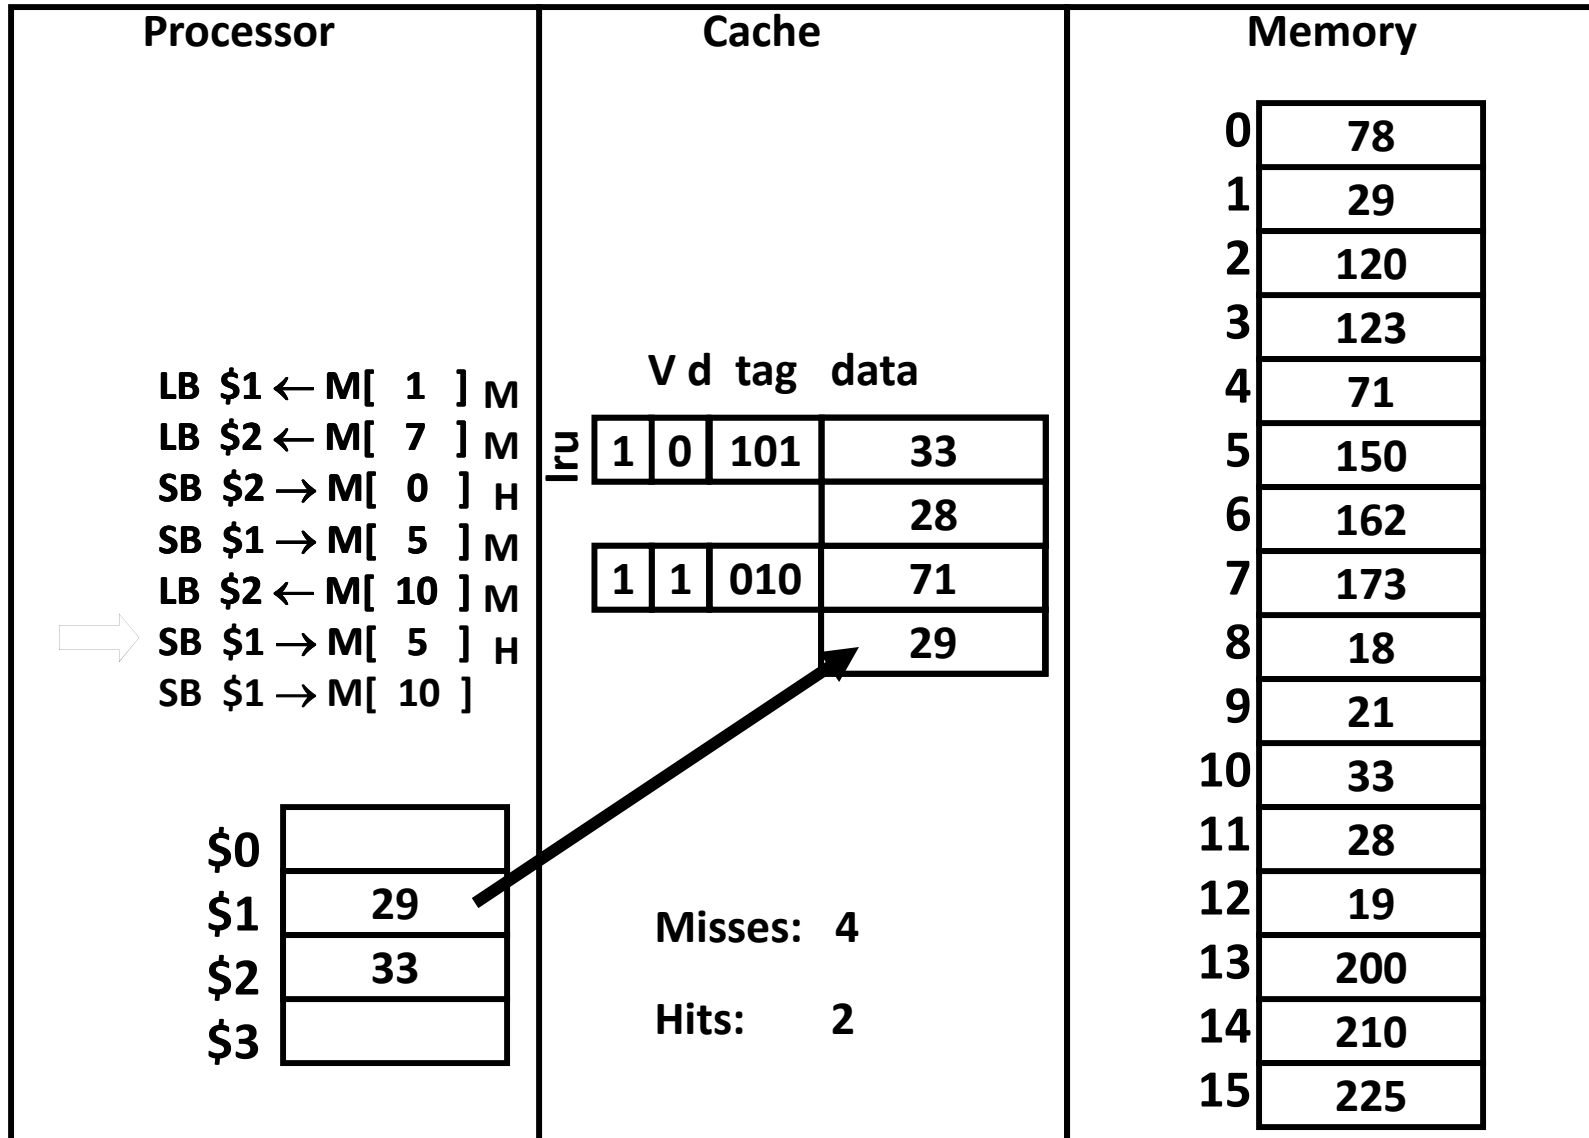 Processor
LB $1 ← M[ 1 ] M
LB $2 ← M[ 7 ] M
SB $2 → M[ 0 ] H
SB $1 → M[ 5 ] M
LB $2 ← M[ 10 ] M
SB $1 → M[ 5 ] H
SB $1 → M[ 10 ]
$0
$1 29
$2 33
$3
Cache
V d tag data
lru 1 0 101 33
28
1 1 010 71
29
Misses: 4
Hits: 2
Memory
0 78
1 29
2 120
3 123
4 71
5 150
6 162
7 173
8 18
9 21
10 33
11 28
12 19
13 200
14 210
15 225